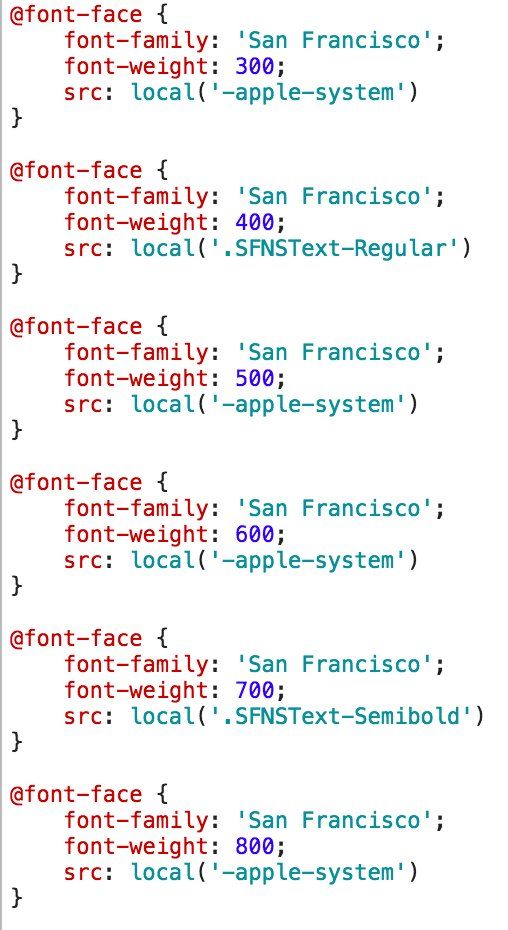 @font-face {
    font-family: 'San Francisco';
    font-weight: 300;
    src: local('-apple-system')
}

@font-face {
    font-family: 'San Francisco';
    font-weight: 400;
    src: local('.SFNSText-Regular')
}

@font-face {
    font-family: 'San Francisco';
    font-weight: 500;
    src: local('-apple-system')
}

@font-face {
    font-family: 'San Francisco';
    font-weight: 600;
    src: local('-apple-system')
}

@font-face {
    font-family: 'San Francisco';
    font-weight: 700;
    src: local('.SFNSText-Semibold')
}

@font-face {
    font-family: 'San Francisco';
    font-weight: 800;
    src: local('-apple-system')
}